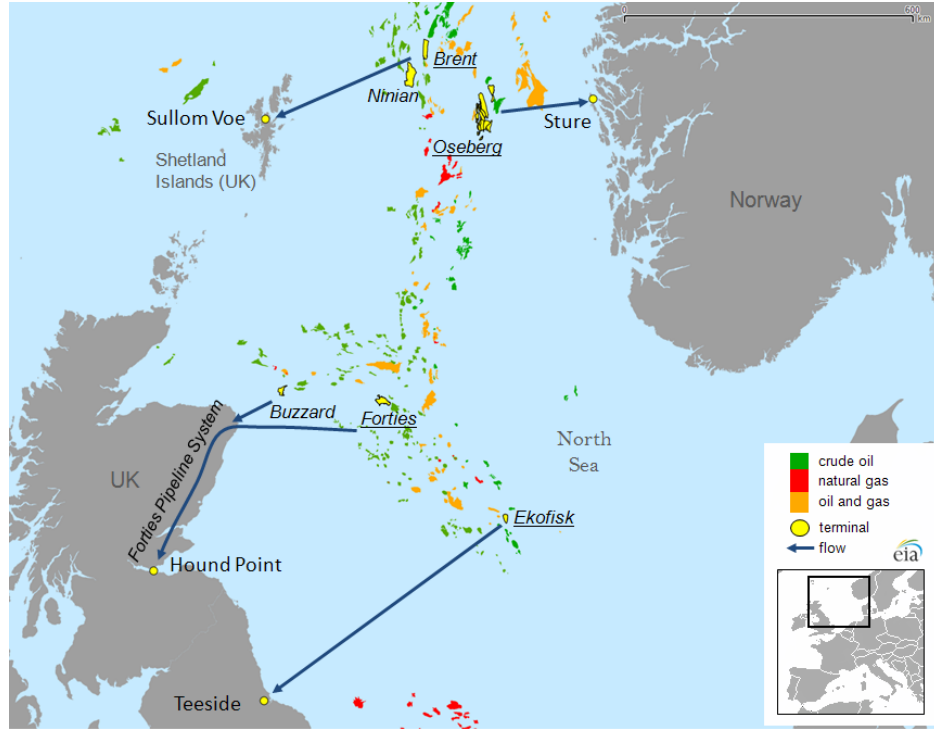 0
600
km
Brent
Ninian
Sullom Voe
Sture
Oseberg
Shetland
Islands (UK)
Norway
Buzzard
Forties
Forties Pipeline System
North
Sea
UK
Ekofisk
Hound Point
Teeside
crude oil
natural gas
oil and gas
terminal
flow
eia